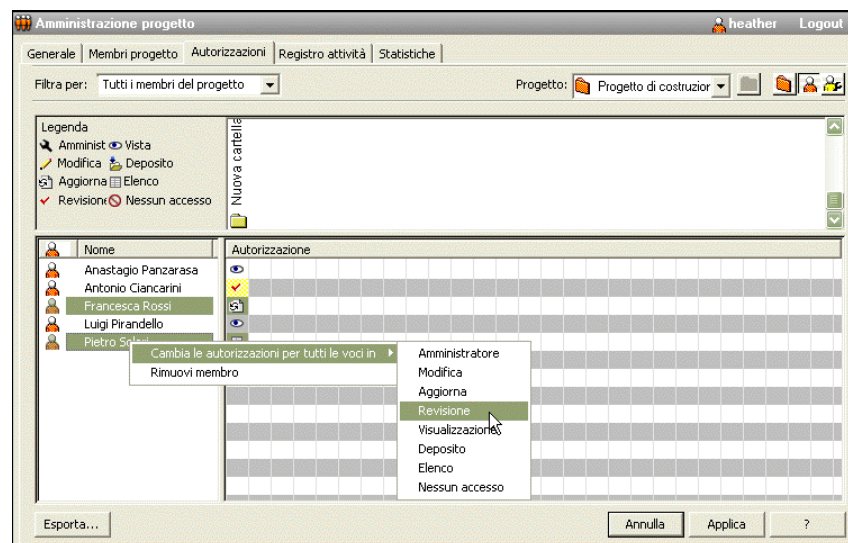 Amministrazione progetto heather Logout
Generale Membri progetto Autorizzazioni Registro attività Statistiche
Filtra per: Tutti i membri del progetto Progetto: Progetto di costruzior
Legenda
Amminist Vista
Modifica Deposito
Aggiorna Elenco
Revisione Nessun accesso
Nuova cartella
Nome Autorizzazione
Anastagio Panzarasa
Antonio Ciancarini
Francesca Rossi
Luigi Pirandello
Pietro
Cambia le autorizzazioni per tutti le voci in
Rimuovi membro
Amministratore
Modifica
Aggiorna
Revisione
Visualizzazione
Deposito
Elenco
Nessun accesso
Esporta... Annulla Applica ?